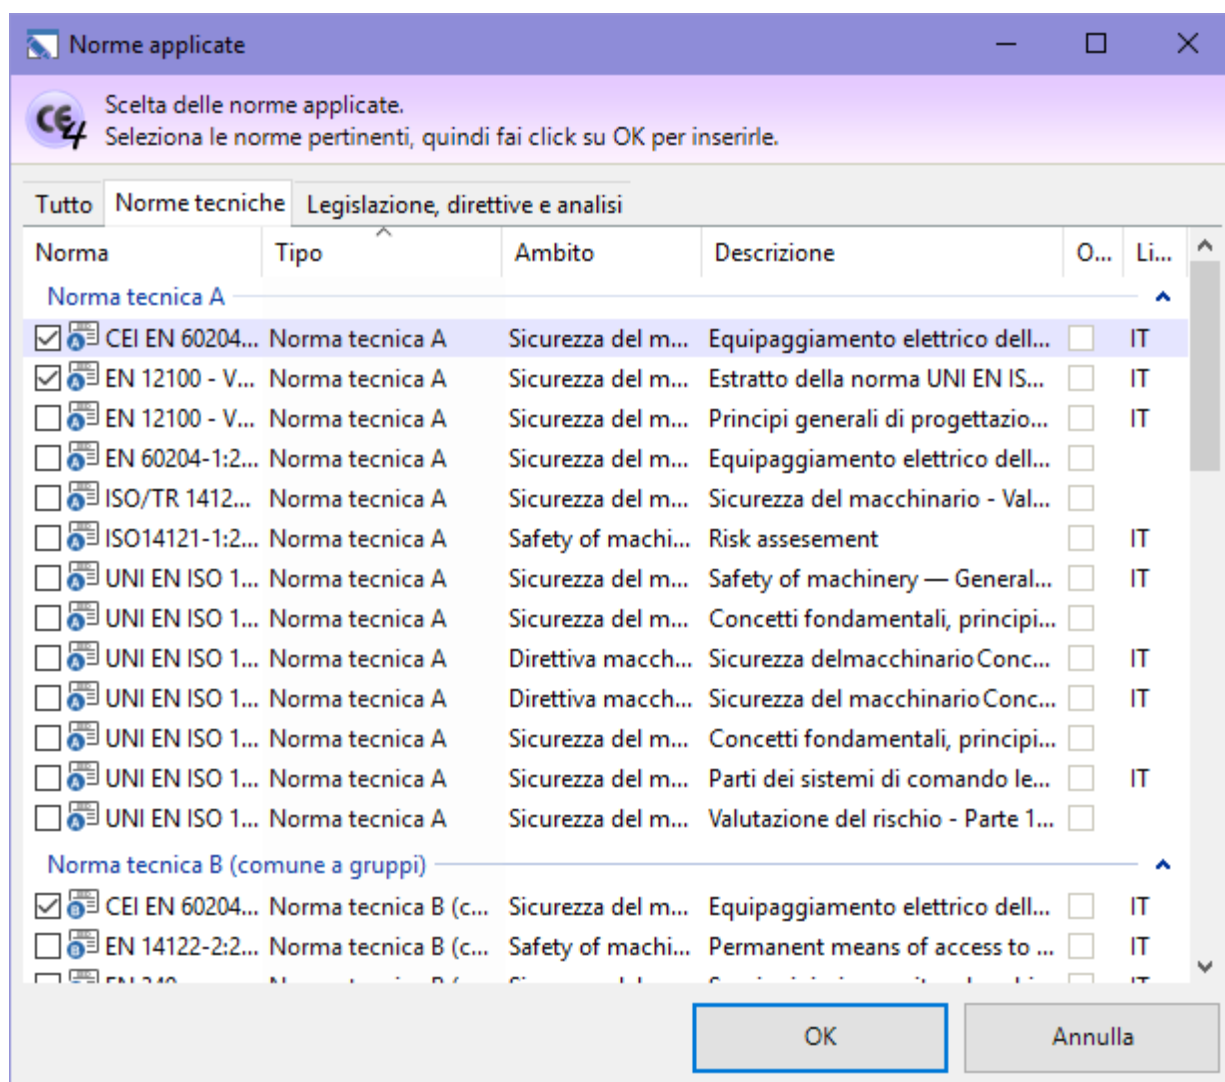 Norme applicate
CE4
Scelta delle norme applicate.
Seleziona le norme pertinenti, quindi fai click su OK per inserirle.
Tutto Norme tecniche Legislazione, direttive e analisi
Norma Tipo Ambito Descrizione O... Li...
Norma tecnica A
CEI EN 60204... Norma tecnica A Sicurezza del m... Equipaggiamento elettrico dell... IT
EN 12100 - V... Norma tecnica A Sicurezza del m... Estratto della norma UNI EN IS... IT
EN 12100 - V... Norma tecnica A Sicurezza del m... Principi generali di progettazio... IT
EN 60204-1:2... Norma tecnica A Sicurezza del m... Equipaggiamento elettrico dell...
ISO/TR 1412... Norma tecnica A Sicurezza del m... Sicurezza del macchinario - Val...
ISO14121-1:2... Norma tecnica A Safety of machi... Risk assesement IT
UNI EN ISO 1... Norma tecnica A Sicurezza del m... Safety of machinery — General... IT
UNI EN ISO 1... Norma tecnica A Sicurezza del m... Concetti fondamentali, principi...
UNI EN ISO 1... Norma tecnica A Direttiva macch... Sicurezza delmacchinario Conc... IT
UNI EN ISO 1... Norma tecnica A Direttiva macch... Sicurezza del macchinario Conc... IT
UNI EN ISO 1... Norma tecnica A Sicurezza del m... Concetti fondamentali, principi...
UNI EN ISO 1... Norma tecnica A Sicurezza del m... Parti dei sistemi di comando le... IT
UNI EN ISO 1... Norma tecnica A Sicurezza del m... Valutazione del rischio - Parte 1...
Norma tecnica B (comune a gruppi)
CEI EN 60204... Norma tecnica B (c... Sicurezza del m... Equipaggiamento elettrico dell... IT
EN 14122-2:2... Norma tecnica B (c... Safety of machi... Permanent means of access to ... IT
OK Annulla